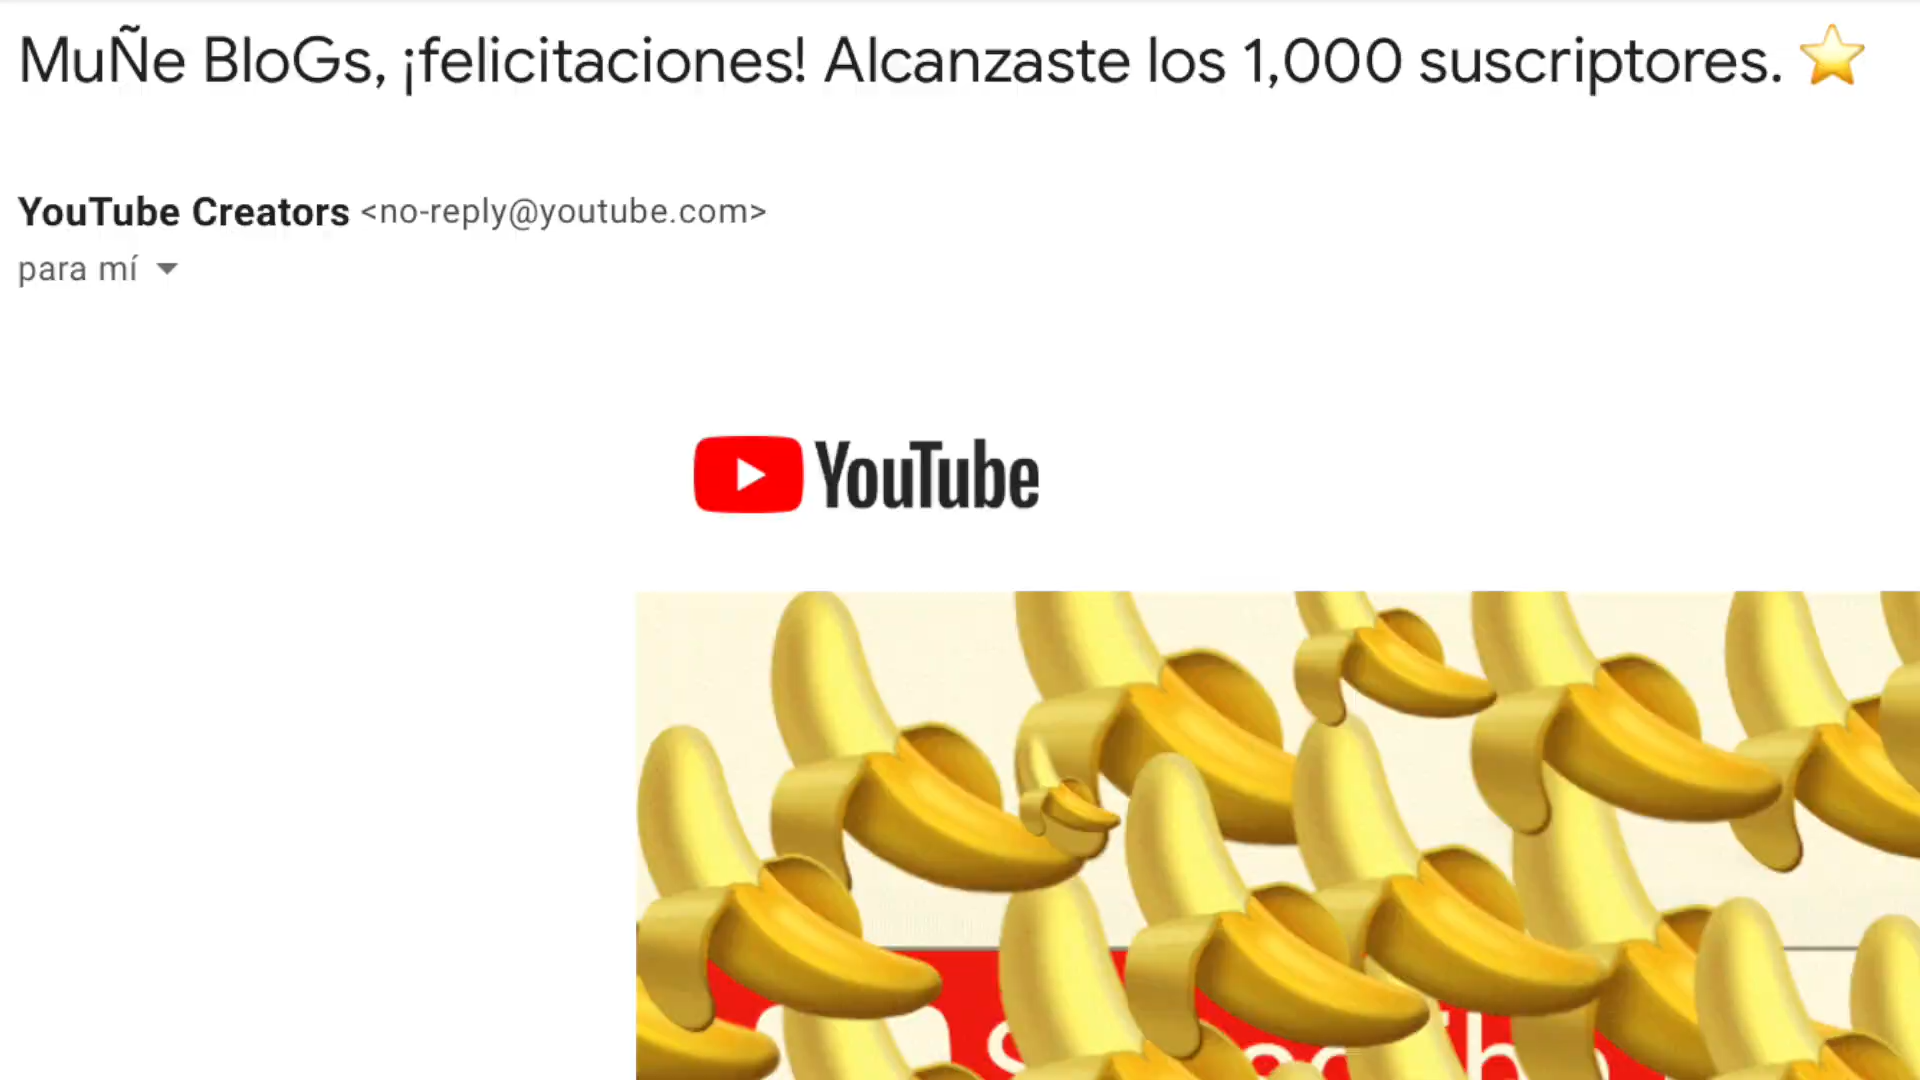 MuÑe BloGs, ¡felicitaciones! Alcanzaste los 1,000 suscriptores. ⭐
YouTube Creators <no-reply@youtube.com>
para mí
YouTube